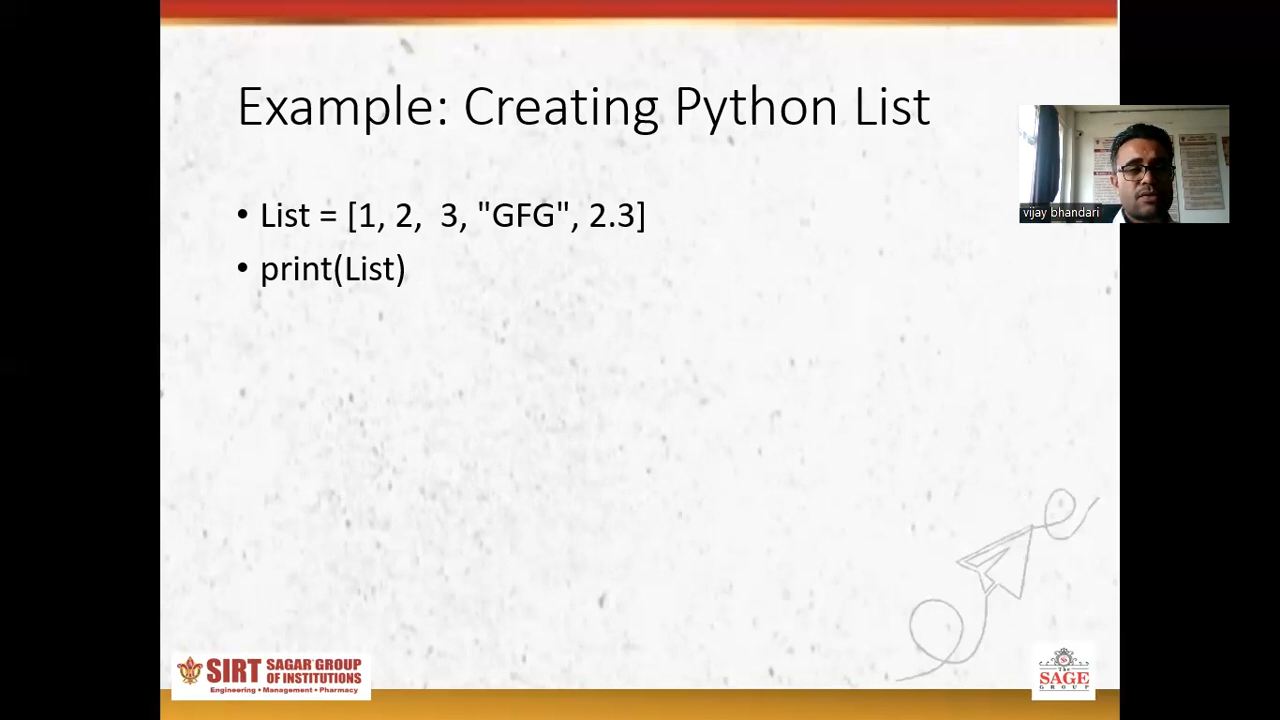 Example: Creating Python List
• List = [1, 2,  3, "GFG", 2.3]
• print(List)
vijay bhandari
SIRT SAGAR GROUP
OF INSTITUTIONS
Engineering • Management • Pharmacy
The
SAGE
GROUP